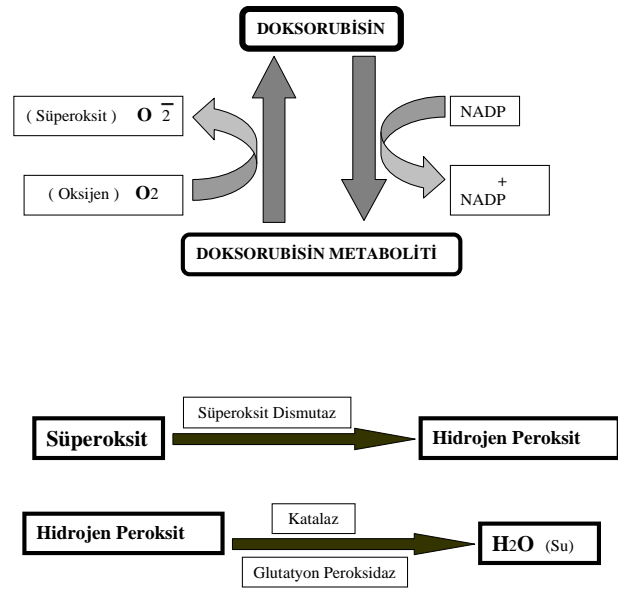 DOKSORUBİSİN
( Süperoksit ) O 2̅
NADP
( Oksijen ) O2
+
NADP
DOKSORUBİSİN METABOLİTİ
Süperoksit Dismutaz
Süperoksit
Hidrojen Peroksit
Hidrojen Peroksit
Katalaz
H2O (Su)
Glutatyon Peroksidaz